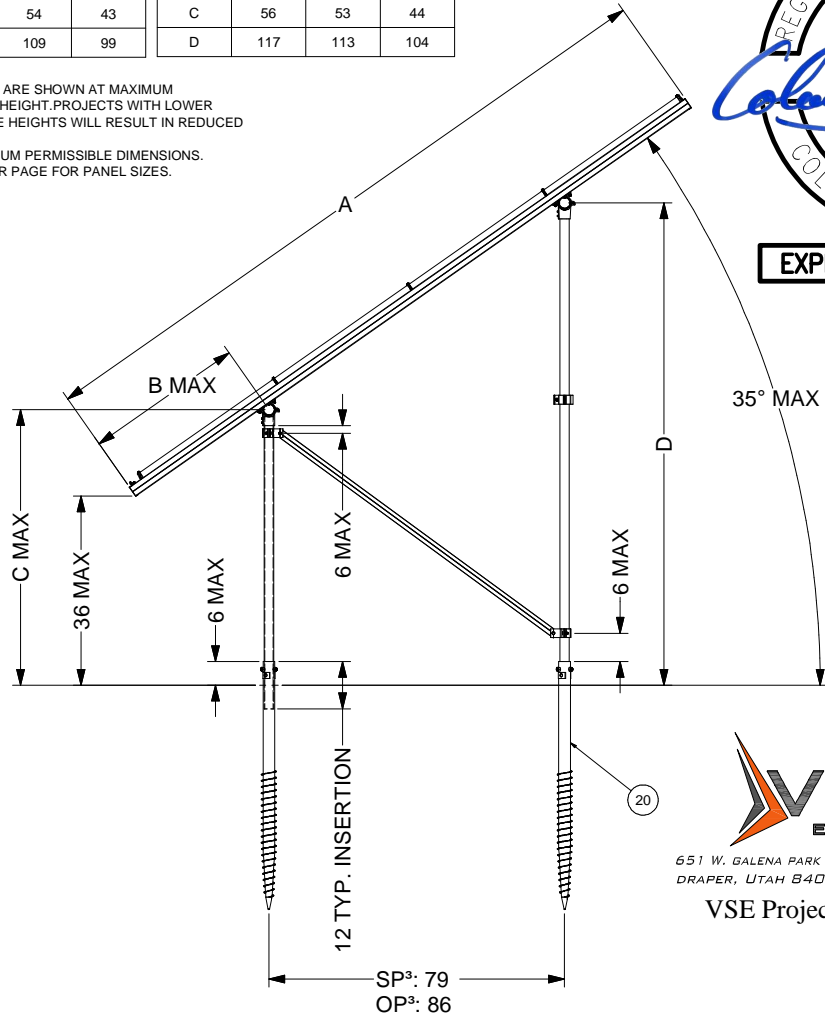 54 43
109 99
C 56 53 44
D 117 113 104
ARE SHOWN AT MAXIMUM
HEIGHT.PROJECTS WITH LOWER
HEIGHTS WILL RESULT IN REDUCED
UM PERMISSIBLE DIMENSIONS.
PAGE FOR PANEL SIZES.
REG
COL
EXP
A
B MAX
35° MAX
D
C MAX
36 MAX
6 MAX
6 MAX
6 MAX
12 TYP. INSERTION
20
V
E
651 W. GALENA PARK
DRAPER, UTAH 840
VSE Projec
SP³: 79
OP³: 86